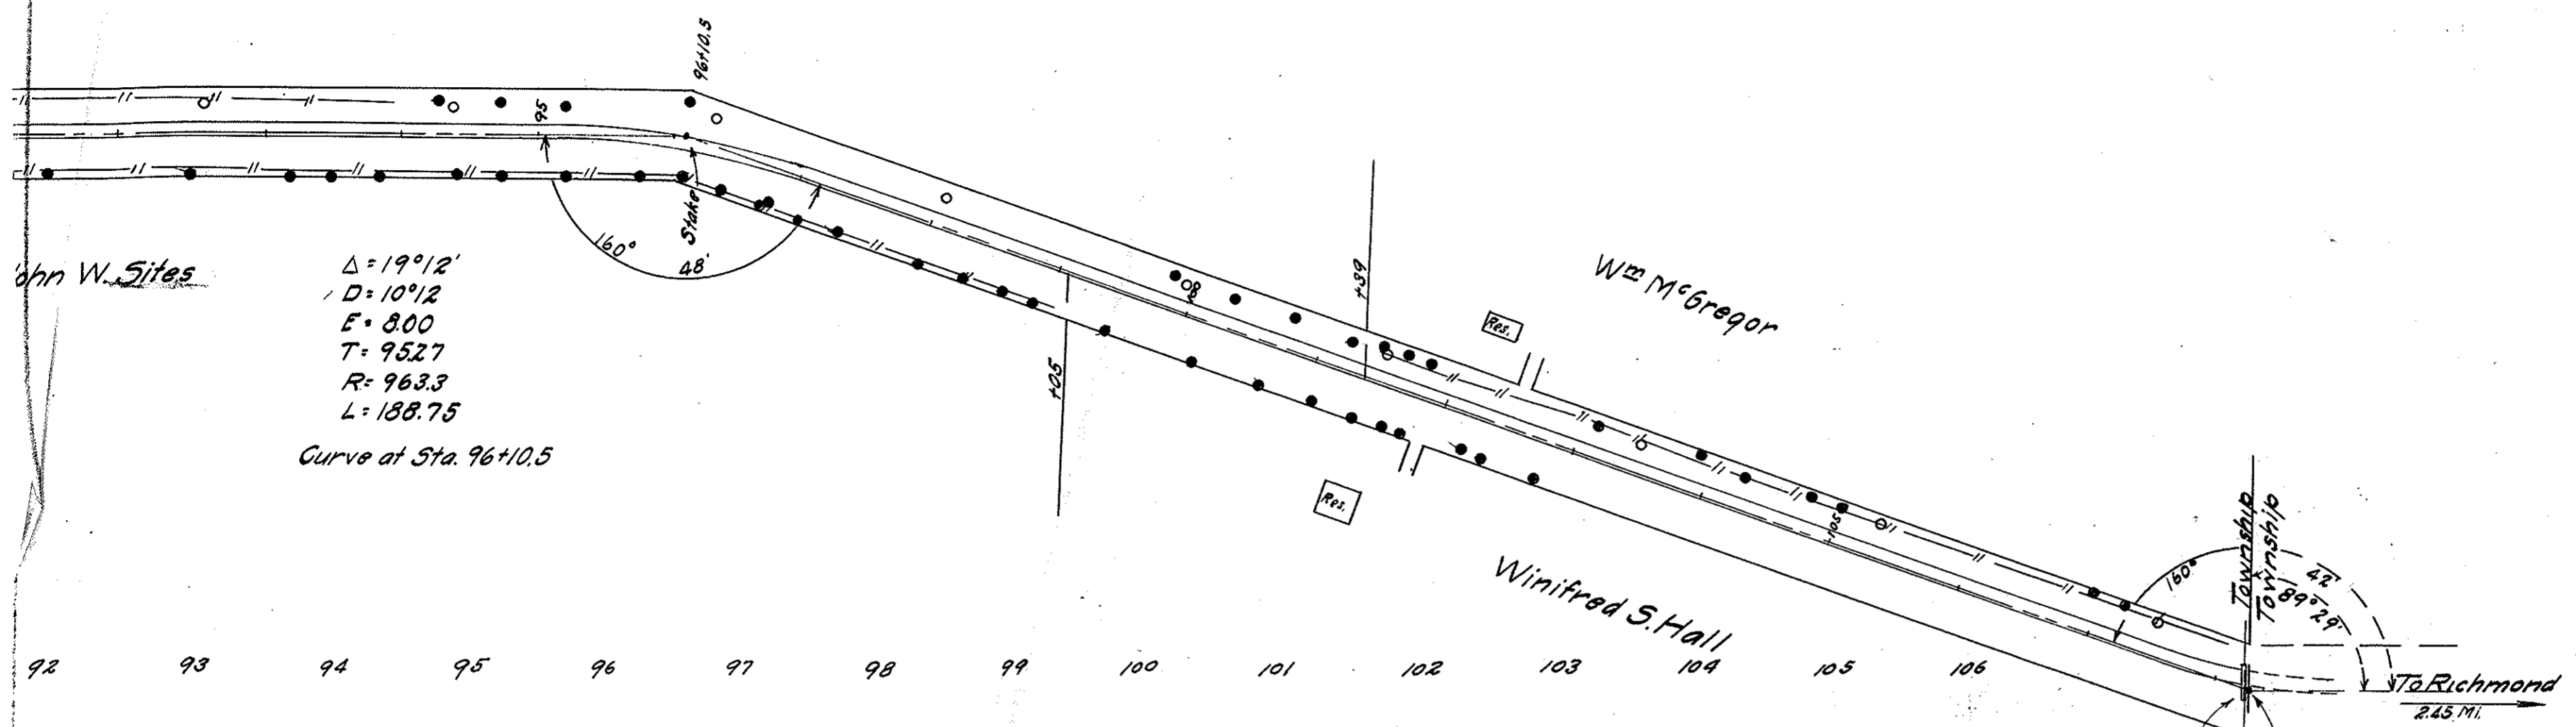 96+10.5
95
Stake
160°
48'
ohn W. Sites
Δ = 19°12'
D = 10°12
E = 8.00
T = 95.27
R = 963.3
L = 188.75
Curve at Sta. 96+10.5
+05
+39
Res.
Wm McGregor
Res.
Winifred S. Hall
105
160°
Township
Township
42'
89° 29'
92 93 94 95 96 97 98 99 100 101 102 103 104 105 106
To Richmond
2.45 Mi.